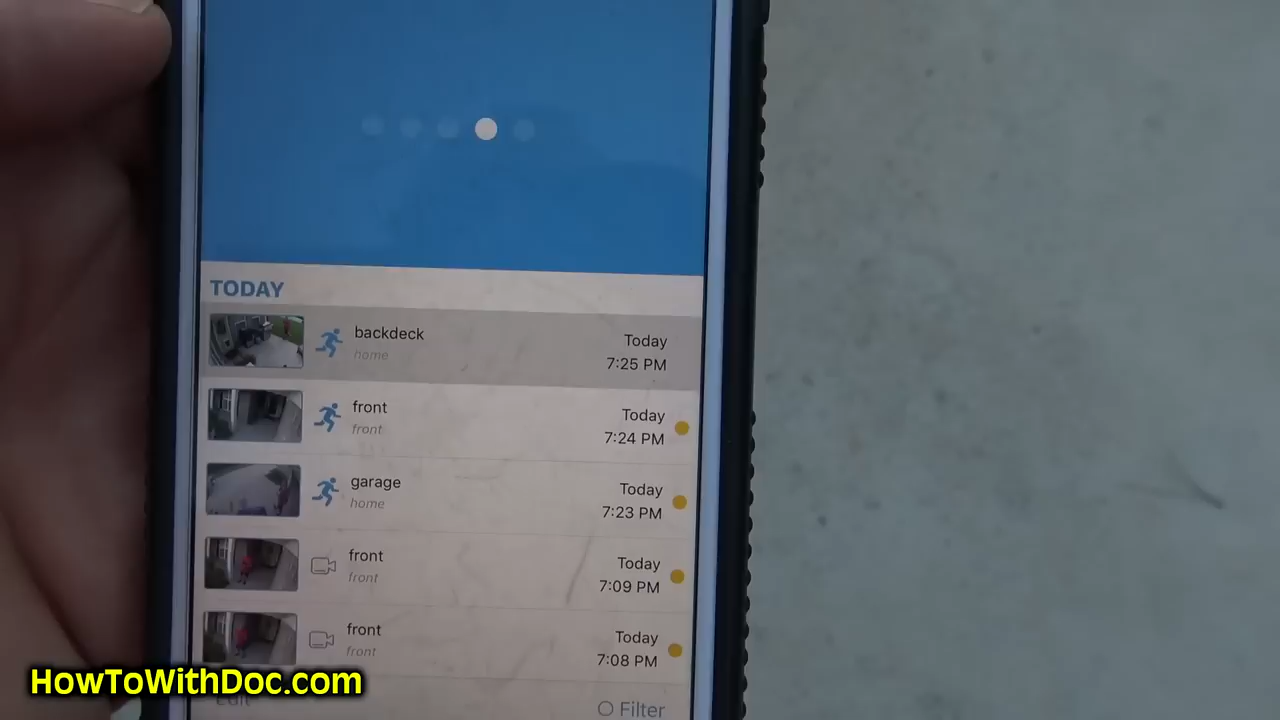 TODAY
backdeck
home
Today
7:25 PM
front
front
Today
7:24 PM
garage
home
Today
7:23 PM
front
front
Today
7:09 PM
front
front
Today
7:08 PM
Edit
Filter
HowToWithDoc.com